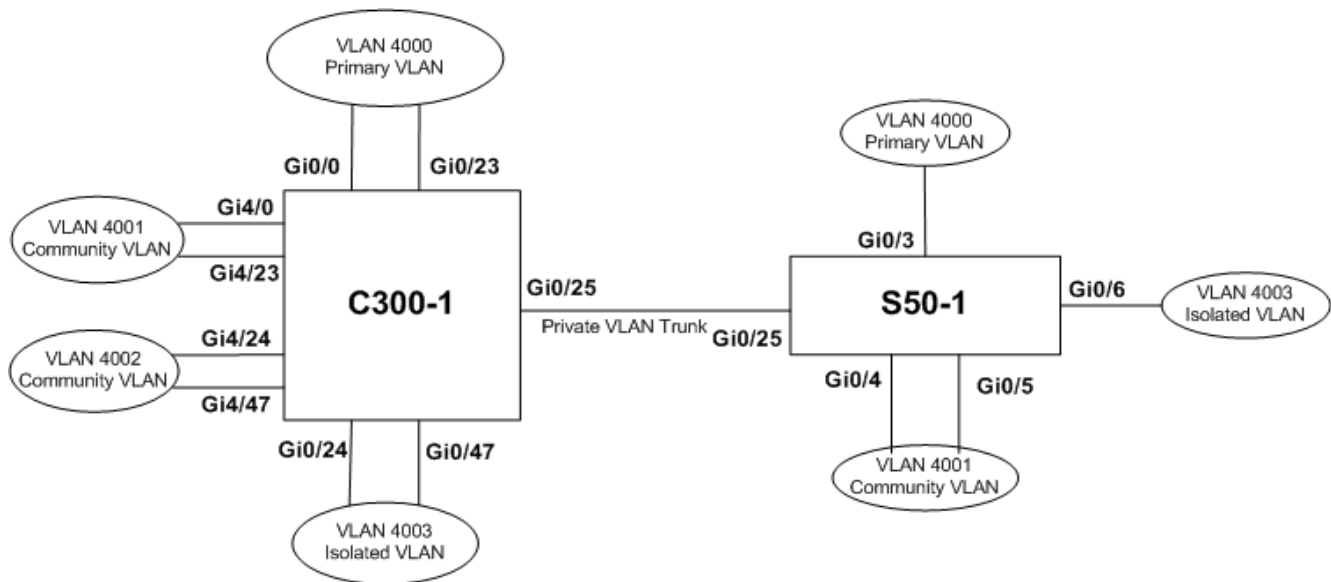 VLAN 4000
Primary VLAN
Gi0/0
Gi0/23
VLAN 4001
Community VLAN
Gi4/0
Gi4/23
VLAN 4002
Community VLAN
Gi4/24
Gi4/47
C300-1
Gi0/24
Gi0/47
VLAN 4003
Isolated VLAN
Gi0/25
Private VLAN Trunk
Gi0/25
VLAN 4000
Primary VLAN
Gi0/3
S50-1
Gi0/6
VLAN 4003
Isolated VLAN
Gi0/4
Gi0/5
VLAN 4001
Community VLAN